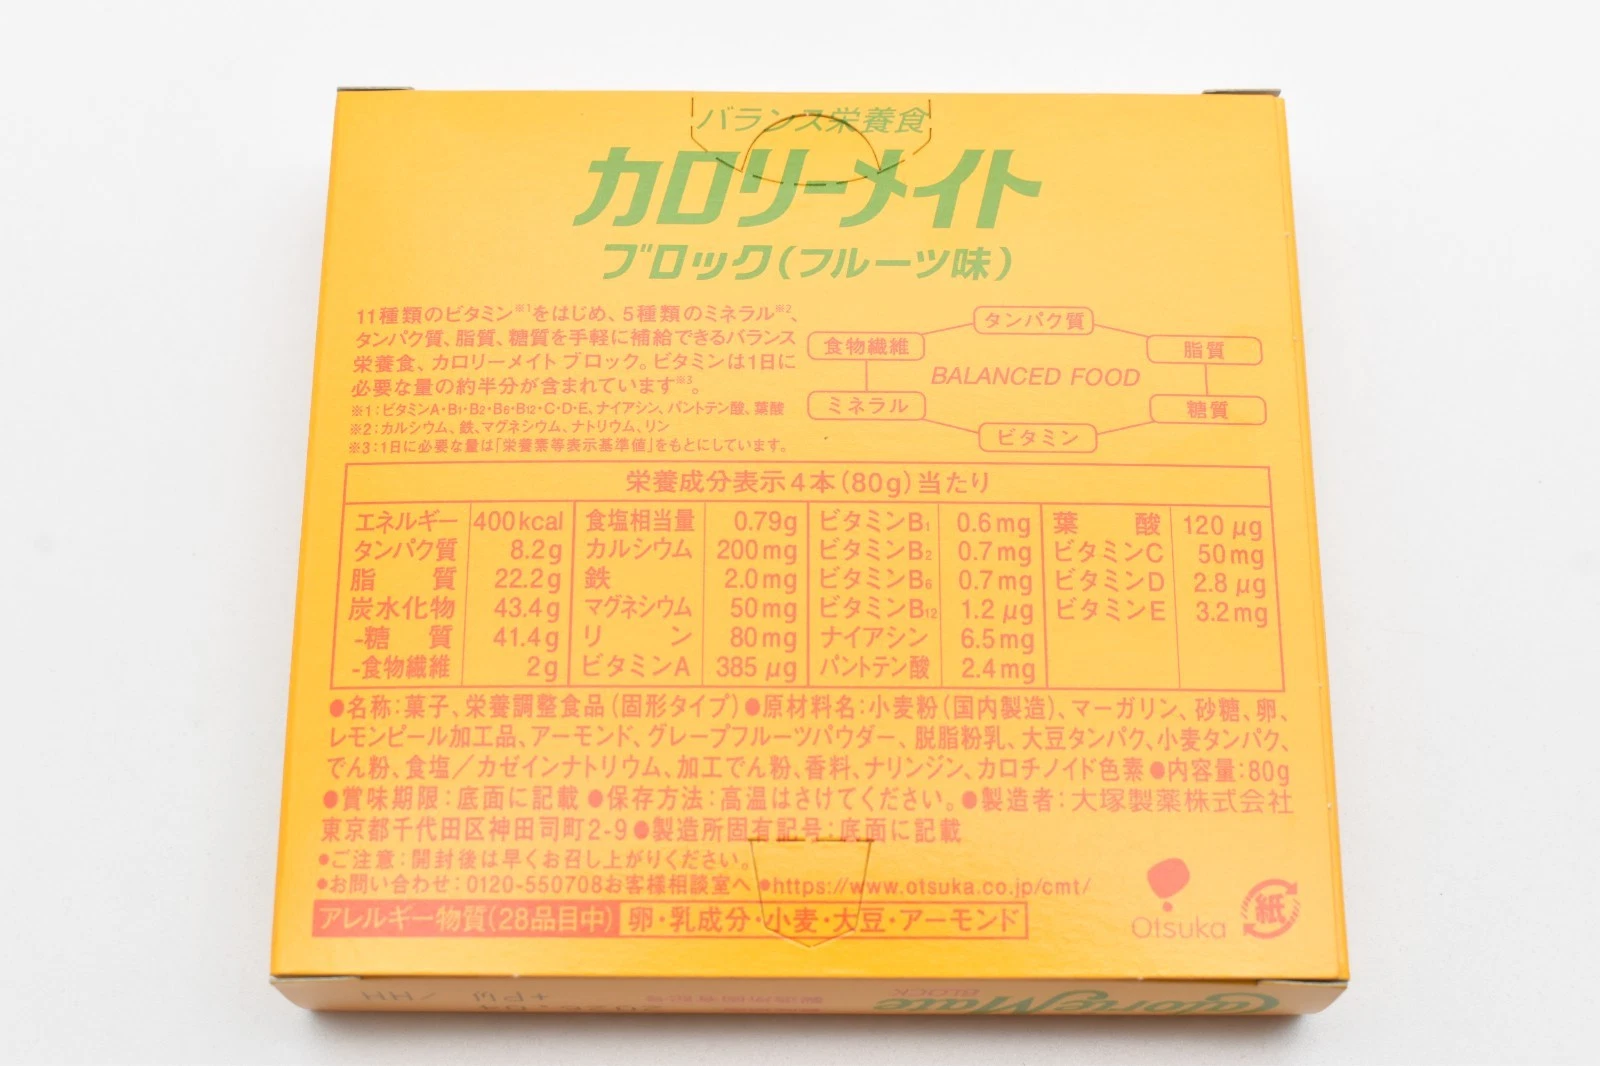 バランス栄養食
カロリーメイト
ブロック(フルーツ味)
11種類のビタミン※1をはじめ、5種類のミネラル※2、
タンパク質、脂質、糖質を手軽に補給できるバランス
栄養食、カロリーメイト ブロック。ビタミンは1日に
必要な量の約半分が含まれています※3。
※1:ビタミンA・B1・B2・B6・B12・C・D・E、ナイアシン、パントテン酸、葉酸
※2:カルシウム、鉄、マグネシウム、ナトリウム、リン
※3:1日に必要な量は「栄養素等表示基準値」をもとにしています。
タンパク質
食物繊維
脂質
BALANCED FOOD
ミネラル
糖質
ビタミン
栄養成分表示4本(80g)当たり
エネルギー 400kcal 食塩相当量 0.79g ビタミンB1 0.6mg 葉酸 120 μg
タンパク質 8.2g カルシウム 200mg ビタミンB2 0.7mg ビタミンC 50mg
脂質 22.2g 鉄 2.0mg ビタミンB6 0.7mg ビタミンD 2.8 μg
炭水化物 43.4g マグネシウム 50mg ビタミンB12 1.2 μg ビタミンE 3.2mg
-糖質 41.4g リン 80mg ナイアシン 6.5mg
-食物繊維 2g ビタミンA 385 μg パントテン酸 2.4mg
●名称:菓子、栄養調整食品(固形タイプ)●原材料名:小麦粉(国内製造)、マーガリン、砂糖、卵、
レモンピール加工品、アーモンド、グレープフルーツパウダー、脱脂粉乳、大豆タンパク、小麦タンパク、
でん粉、食塩/カゼインナトリウム、加工でん粉、香料、ナリンジン、カロチノイド色素●内容量:80g
●賞味期限:底面に記載●保存方法:高温はさけてください。●製造者:大塚製薬株式会社
東京都千代田区神田司町2-9●製造所固有記号:底面に記載
●ご注意:開封後は早くお召し上がりください。
●お問い合わせ:0120-550708お客様相談室へ ●https://www.otsuka.co.jp/cmt/
アレルギー物質(28品目中) 卵・乳成分・小麦・大豆・アーモンド
Otsuka
紙
CalorieMate
BLOCK
製造所固有記号